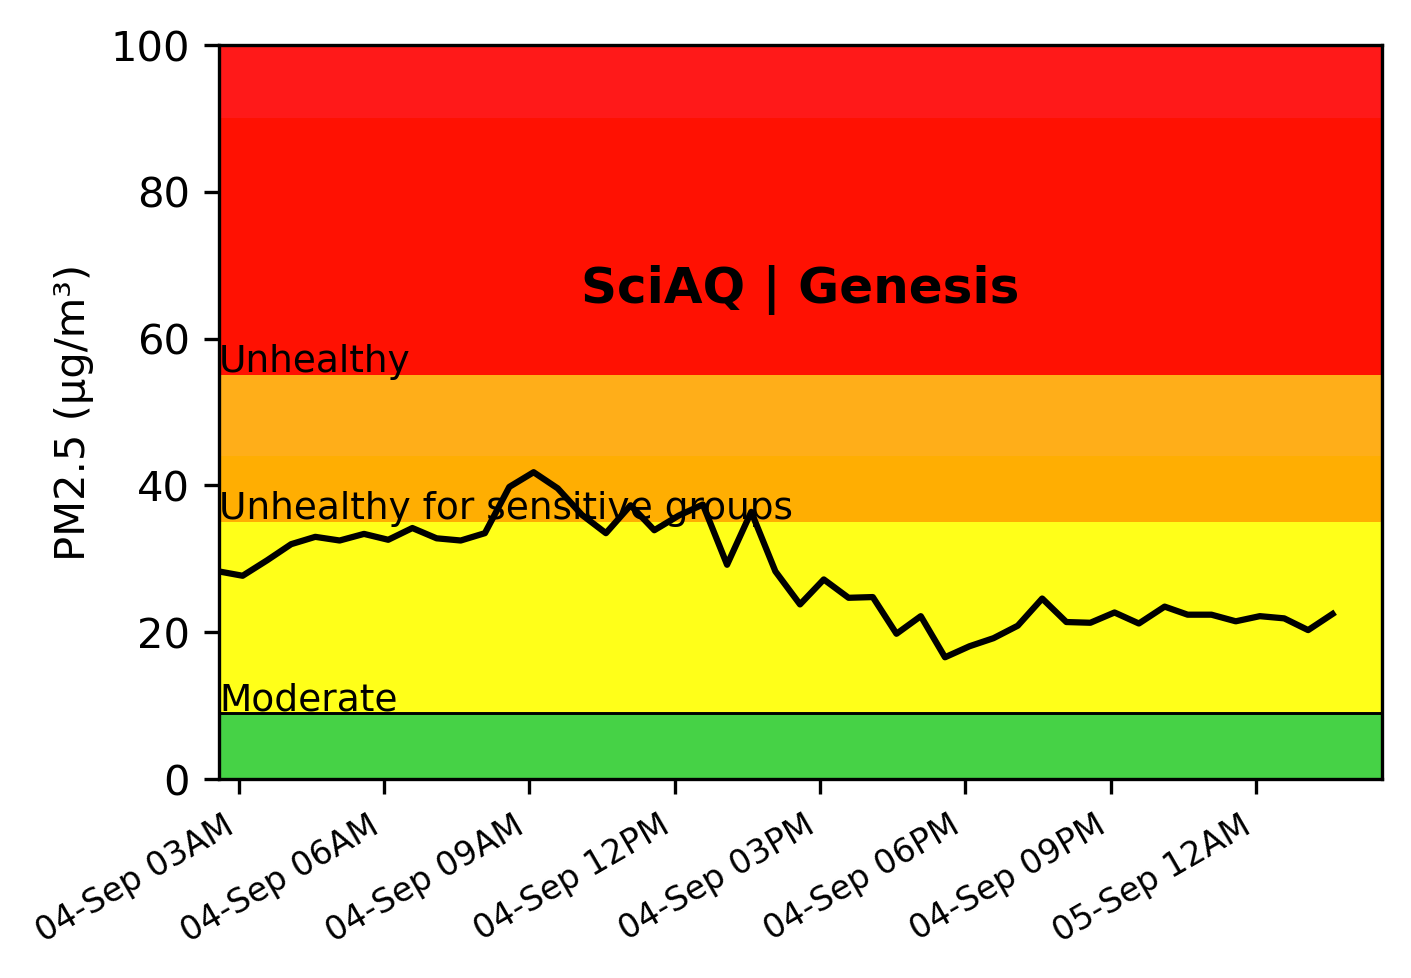 100
80
60
40
20
0
PM2.5 (µg/m³)
SciAQ | Genesis
Unhealthy
Unhealthy for sensitive groups
Moderate
04-Sep 03AM
04-Sep 06AM
04-Sep 09AM
04-Sep 12PM
04-Sep 03PM
04-Sep 06PM
04-Sep 09PM
05-Sep 12AM